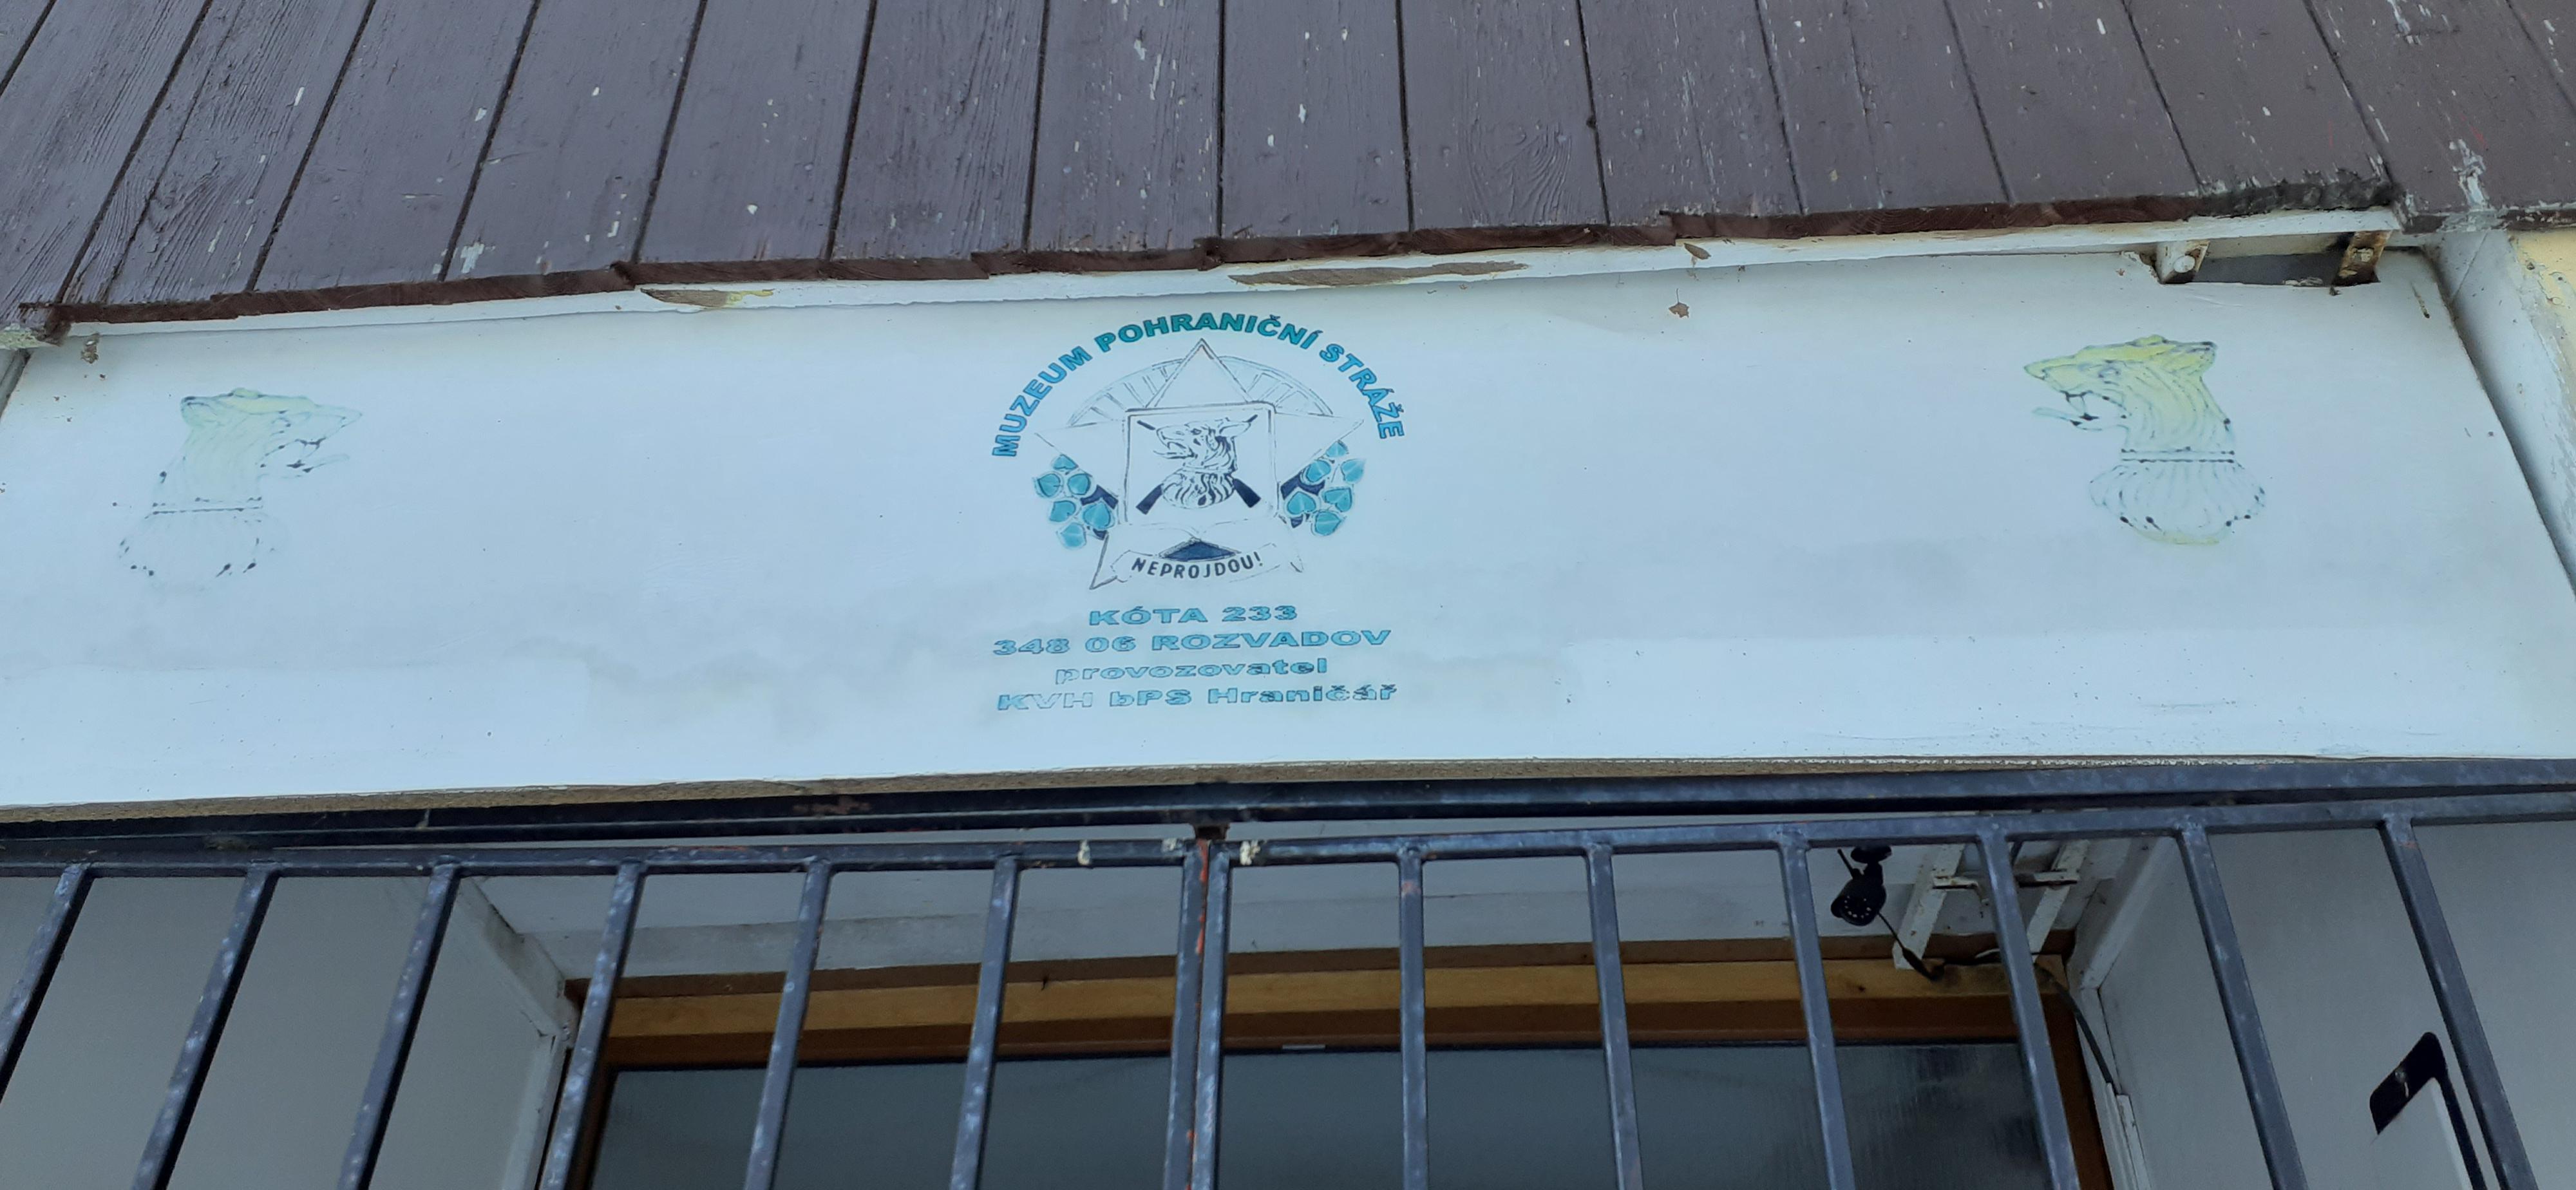 MUZEUM POHRANIČNÍ STRÁŽE
NEPROJDOU!
KÓTA 233
348 06 ROZVADOV
provozovatel
KVH bPS Hraničář